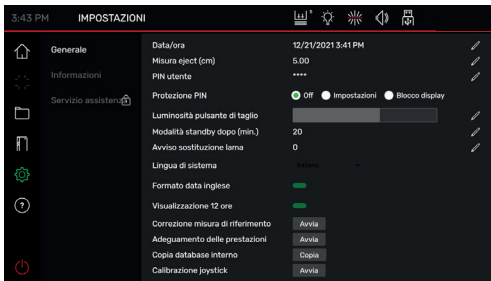 3:43 PM IMPOSTAZIONI
Generale
Informazioni
Servizio assistenza
Data/ora 12/21/2021 3:41 PM
Misura eject (cm) 5.00
PIN utente ****
Protezione PIN Off Impostazioni Blocco display
Luminosità pulsante di taglio
Modalità standby dopo (min.) 20
Avviso sostituzione lama 0
Lingua di sistema Italiano
Formato data inglese
Visualizzazione 12 ore
Correzione misura di riferimento Avvia
Adeguamento delle prestazioni Avvia
Copia database interno Copia
Calibrazione joystick Avvia